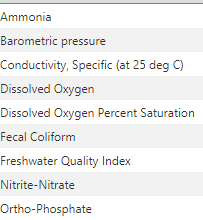 Ammonia
Barometric pressure
Conductivity, Specific (at 25 deg C)
Dissolved Oxygen
Dissolved Oxygen Percent Saturation
Fecal Coliform
Freshwater Quality Index
Nitrite-Nitrate
Ortho-Phosphate